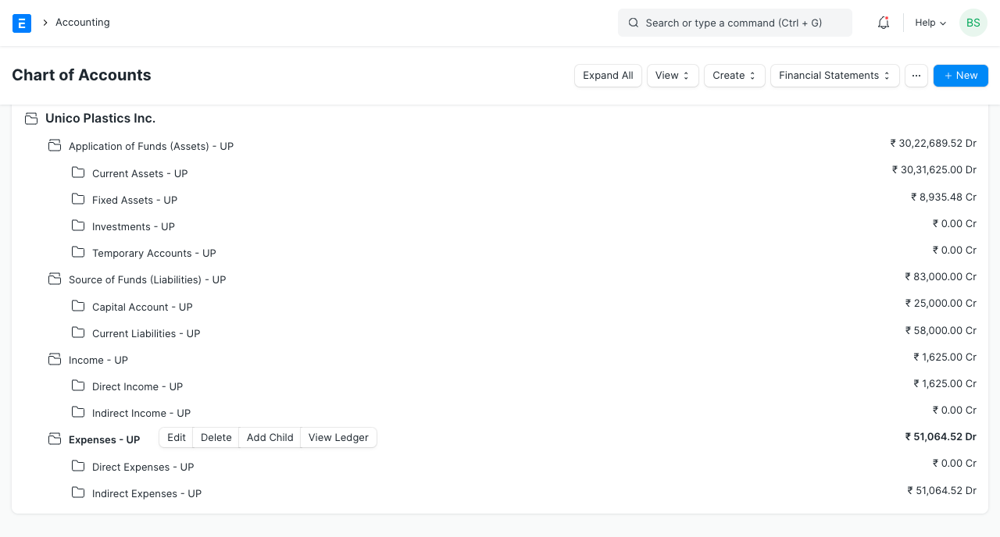 E > Accounting Search or type a command (Ctrl + G) Help BS
Chart of Accounts Expand All View Create Financial Statements ··· + New
Unico Plastics Inc.
Application of Funds (Assets) - UP ₹ 30,22,689.52 Dr
Current Assets - UP ₹ 30,31,625.00 Dr
Fixed Assets - UP ₹ 8,935.48 Cr
Investments - UP ₹ 0.00 Cr
Temporary Accounts - UP ₹ 0.00 Cr
Source of Funds (Liabilities) - UP ₹ 83,000.00 Cr
Capital Account - UP ₹ 25,000.00 Cr
Current Liabilities - UP ₹ 58,000.00 Cr
Income - UP ₹ 1,625.00 Cr
Direct Income - UP ₹ 1,625.00 Cr
Indirect Income - UP ₹ 0.00 Cr
Expenses - UP Edit Delete Add Child View Ledger ₹ 51,064.52 Dr
Direct Expenses - UP ₹ 0.00 Cr
Indirect Expenses - UP ₹ 51,064.52 Dr